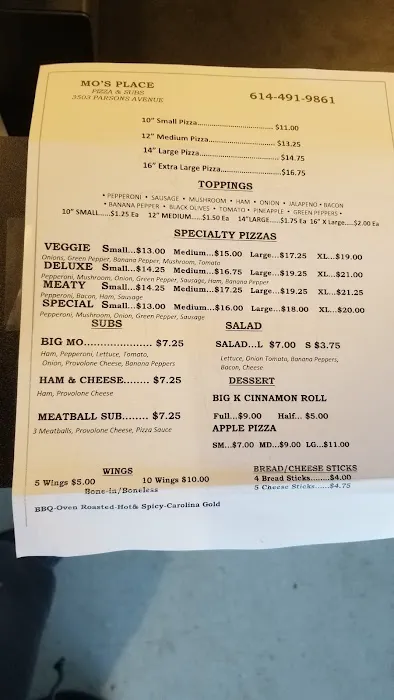 MO'S PLACE
PIZZA & SUBS
3503 PARSONS AVENUE
614-491-9861
10" Small Pizza.................................. $11.00
12" Medium Pizza.............................. $13.25
14" Large Pizza................................... $14.75
16" Extra Large Pizza...................................$16.75
TOPPINGS
• PEPPERONI • SAUSAGE • MUSHROOM • HAM • ONION • JALAPENO • BACON
• BANANA PEPPER • BLACK OLIVES • TOMATO • PINEAPPLE • GREEN PEPPERS •
10" SMALL.....$1.25 Ea 12" MEDIUM.....$1.50 Ea 14"LARGE.....$1.75 Ea 16" X Large....$2.00 Ea
SPECIALTY PIZZAS
VEGGIE Small...$13.00 Medium...$15.00 Large...$17.25 XL...$19.00
Onions, Green Pepper, Banana Pepper, Mushroom, Tomato
DELUXE Small...$14.25 Medium...$16.75 Large...$19.25 XL...$21.00
Pepperoni, Mushroom, Onion, Green Pepper, Sausage, Ham, Banana Pepper
MEATY Small...$14.25 Medium...$17.25 Large...$19.25 XL...$21.25
Pepperoni, Bacon, Ham, Sausage
SPECIAL Small...$13.00 Medium...$16.00 Large...$18.00 XL...$20.00
Pepperoni, Mushroom, Onion, Green Pepper, Sausage
SUBS
BIG MO................. $7.25
Ham, Pepperoni, Lettuce, Tomato,
Onion, Provolone Cheese, Banana Peppers
HAM & CHEESE........ $7.25
Ham, Provolone Cheese
MEATBALL SUB....... $7.25
3 Meatballs, Provolone Cheese, Pizza Sauce
SALAD
SALAD...L $7.00 S $3.75
Lettuce, Onion Tomato, Banana Peppers,
Bacon, Cheese
DESSERT
BIG K CINNAMON ROLL
Full...$9.00 Half... $5.00
APPLE PIZZA
SM...$7.00 MD...$9.00 LG...$11.00
WINGS
5 Wings $5.00 10 Wings $10.00
Bone-in/Boneless
BBQ-Oven Roasted-Hot& Spicy-Carolina Gold
BREAD/CHEESE STICKS
4 Bread Sticks........$4.00
5 Cheese Sticks......$4.75